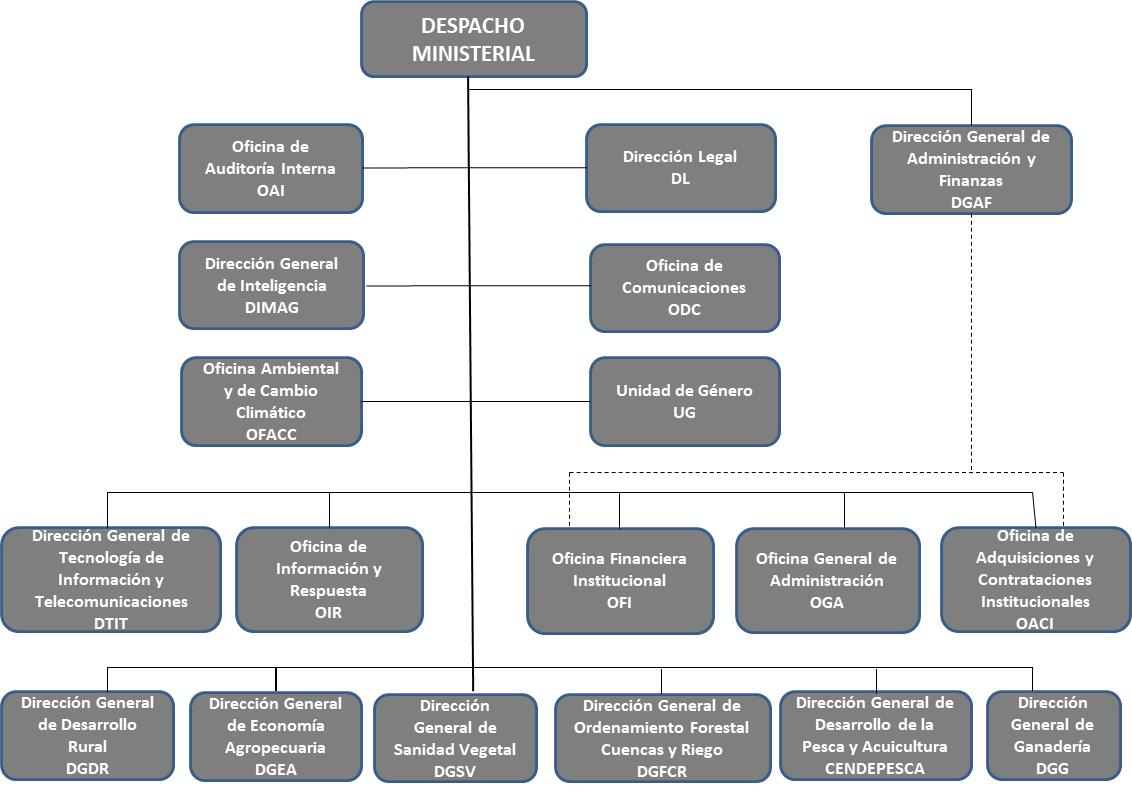 DESPACHO
MINISTERIAL
Oficina de
Auditoría Interna
OAI
Dirección Legal
DL
Dirección General de
Administración y
Finanzas
DGAF
Dirección General
de Inteligencia
DIMAG
Oficina de
Comunicaciones
ODC
Oficina Ambiental
y de Cambio
Climático
OFACC
Unidad de Género
UG
Dirección General de
Tecnología de
Información y
Telecomunicaciones
DTIT
Oficina de
Información y
Respuesta
OIR
Oficina Financiera
Institucional
OFI
Oficina General de
Administración
OGA
Oficina de
Adquisiciones y
Contrataciones
Institucionales
OACI
Dirección General
de Desarrollo
Rural
DGDR
Dirección General
de Economía
Agropecuaria
DGEA
Dirección
General de
Sanidad Vegetal
DGSV
Dirección General de
Ordenamiento Forestal
Cuencas y Riego
DGFCR
Dirección General de
Desarrollo de la
Pesca y Acuicultura
CENDEPESCA
Dirección
General de
Ganadería
DGG